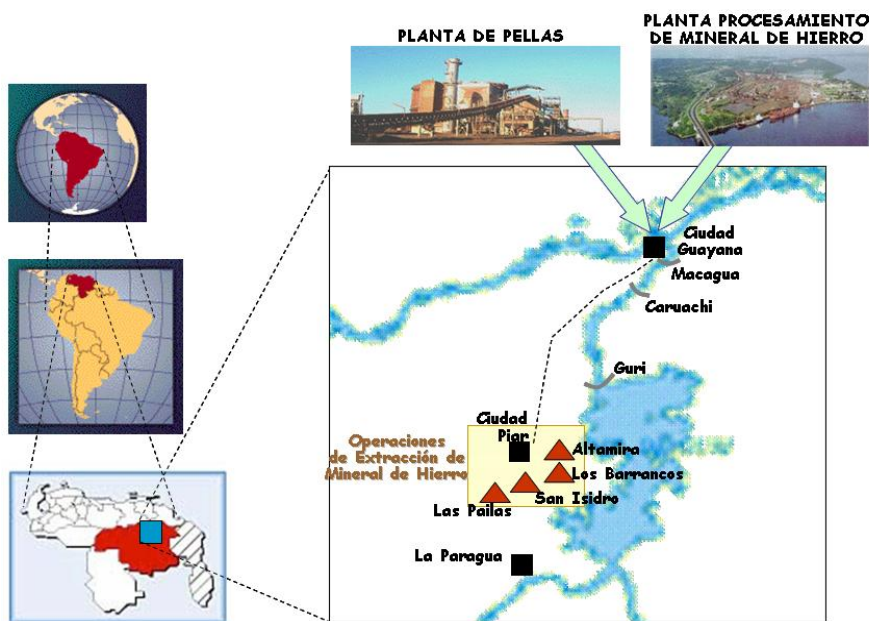 PLANTA DE PELLAS
PLANTA PROCESAMIENTO
DE MINERAL DE HIERRO
Ciudad
Guayana
Macagua
Caruachi
Guri
Ciudad
Piar
Operaciones
de Extracción de
Mineral de Hierro
Altamira
Los Barrancos
San Isidro
Las Pailas
La Paragua